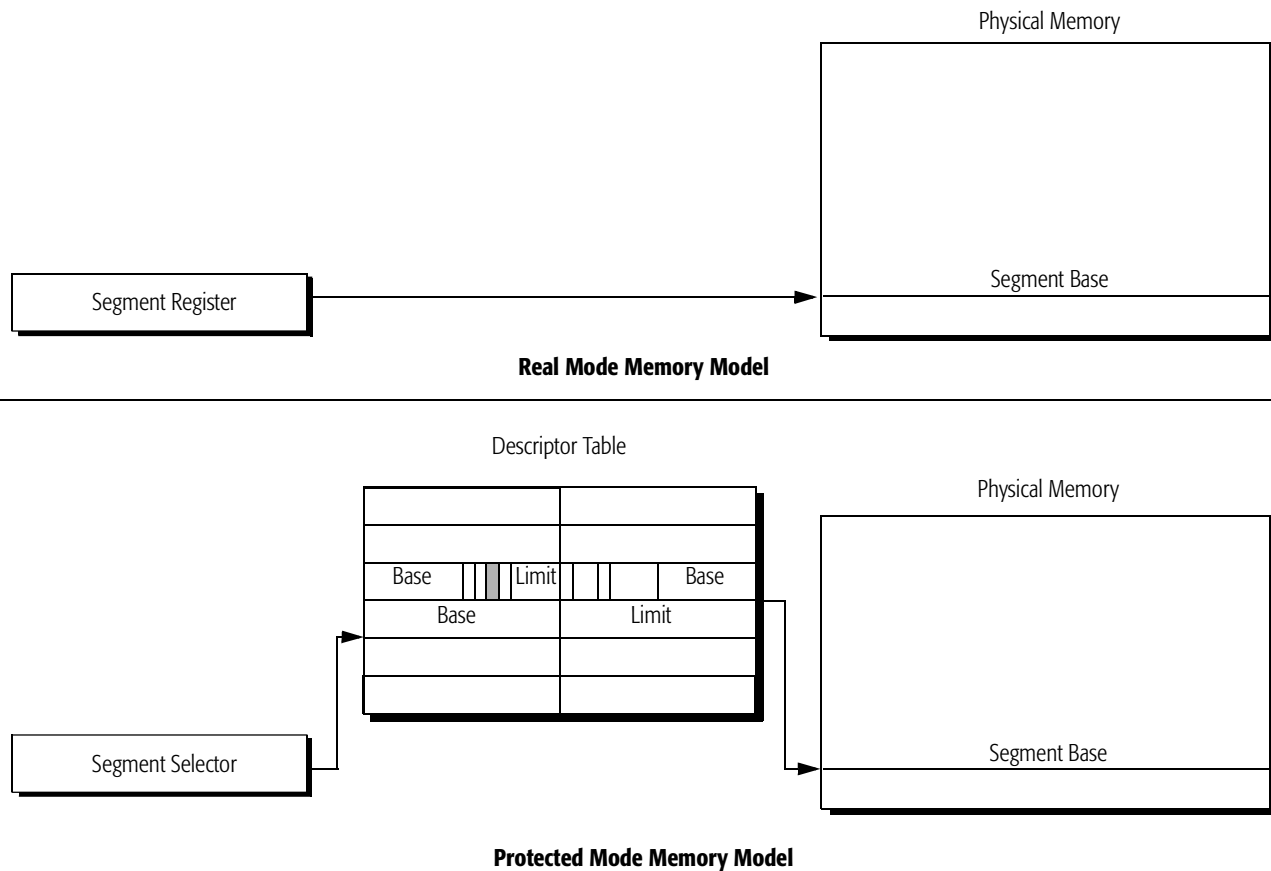 Physical Memory
Segment Base
Segment Register
Real Mode Memory Model
Descriptor Table
Physical Memory
Base Limit Base
Base Limit
Segment Base
Segment Selector
Protected Mode Memory Model